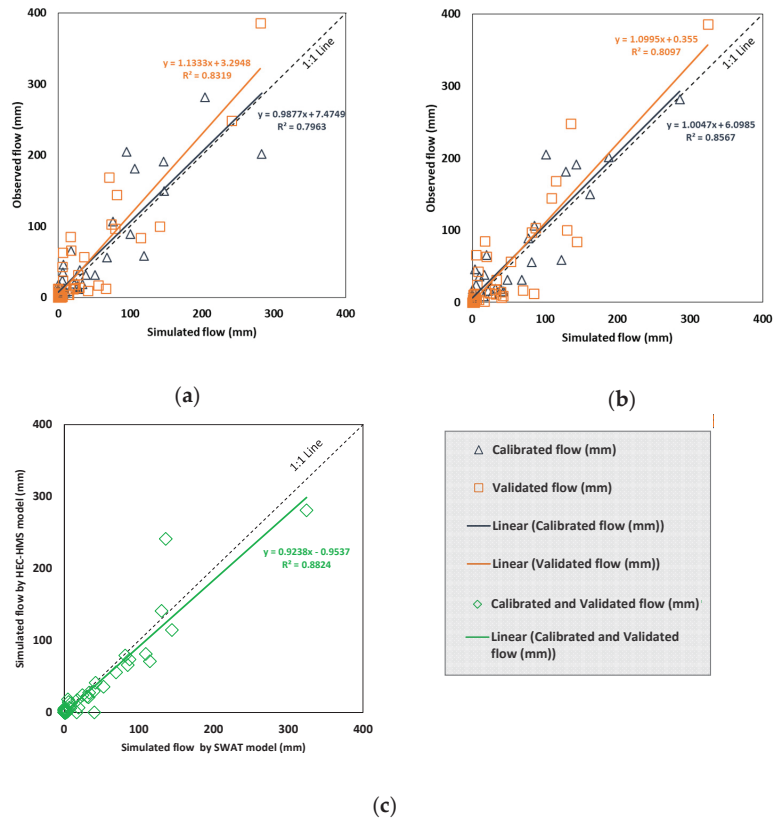 400
300
200
100
0
0
100
200
300
400
Observed flow (mm)
Simulated flow (mm)
1:1 Line
y = 1.1333x + 3.2948
R² = 0.8319
y = 0.9877x + 7.4749
R² = 0.7963
(a)
400
350
300
250
200
150
100
50
0
0
100
200
300
400
Observed flow (mm)
Simulated flow (mm)
1:1 Line
y = 1.0995x + 0.355
R² = 0.8097
y = 1.0047x + 6.0985
R² = 0.8567
(b)
400
300
200
100
0
0
100
200
300
400
Simulated flow by HEC-HMS model (mm)
Simulated flow by SWAT model (mm)
1:1 Line
y = 0.9238x - 0.9537
R² = 0.8824
Calibrated flow (mm)
Validated flow (mm)
Linear (Calibrated flow (mm))
Linear (Validated flow (mm))
Calibrated and Validated flow (mm)
Linear (Calibrated and Validated
flow (mm))
(c)